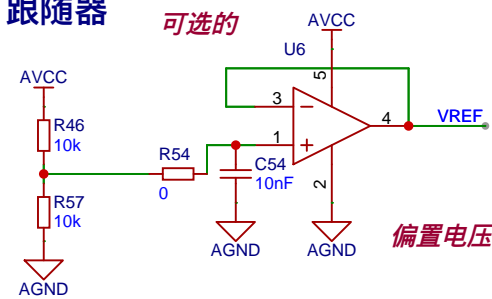 跟随器
可选的
AVCC
U6
5
3
4
VREF
1
2
AVCC
R46
10k
R54
0
C54
10nF
R57
10k
AGND
AGND
AGND
偏置电压